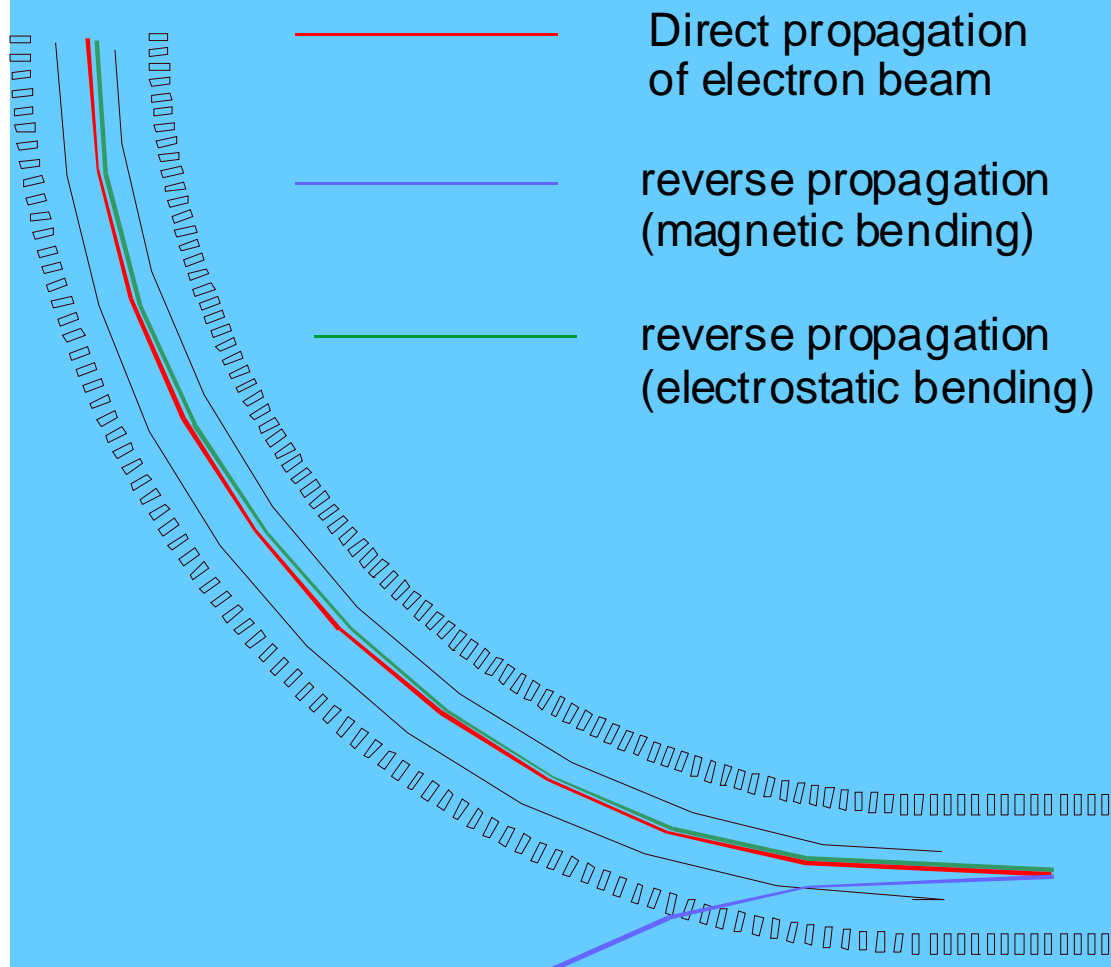 Direct propagation
of electron beam
reverse propagation
(magnetic bending)
reverse propagation
(electrostatic bending)